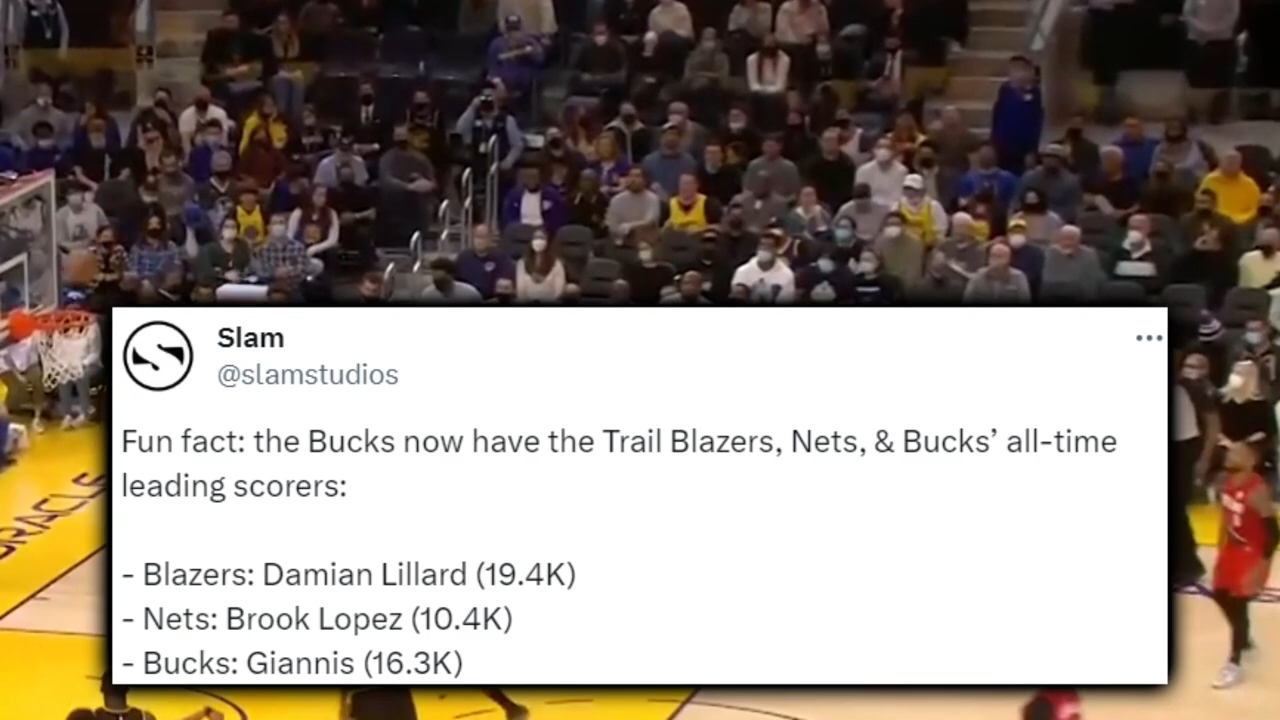 Slam
@slamstudios
Fun fact: the Bucks now have the Trail Blazers, Nets, & Bucks’ all-time
leading scorers:
- Blazers: Damian Lillard (19.4K)
- Nets: Brook Lopez (10.4K)
- Bucks: Giannis (16.3K)
ORACLE